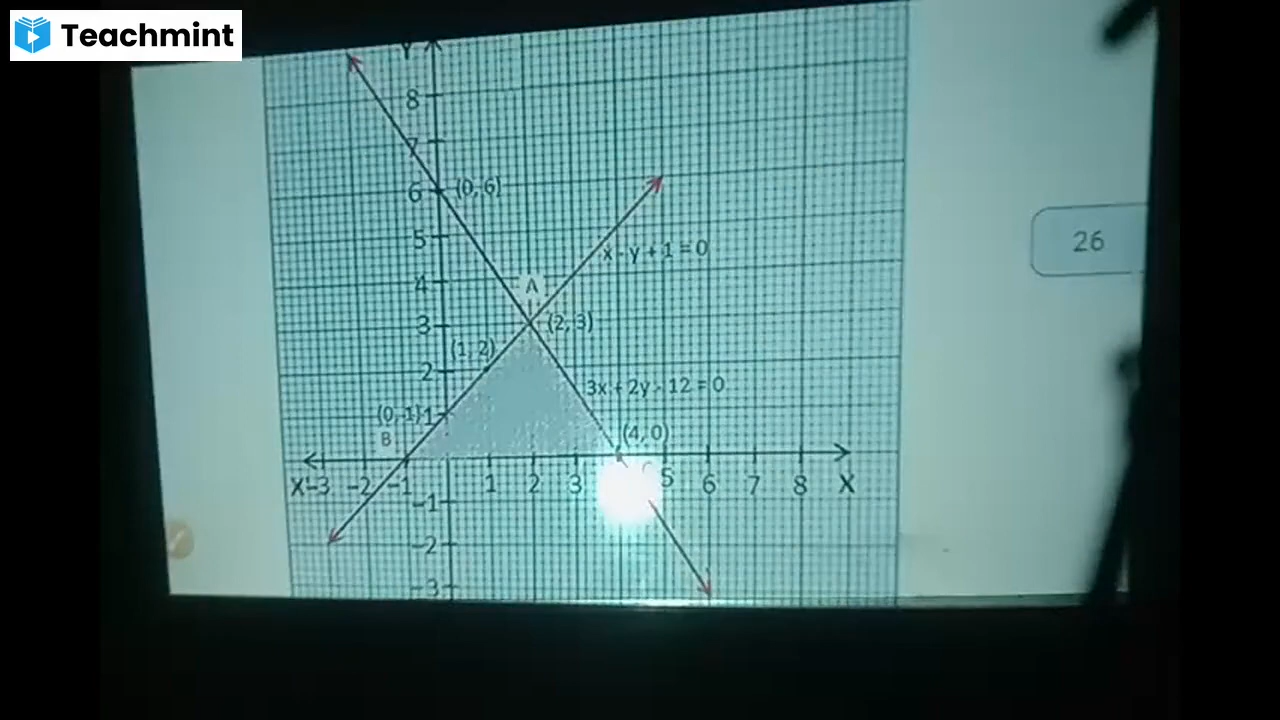 Teachmint
Y
8
7
6
(0, 6)
5
x - y + 1 = 0
26
4
A
3
(2, 3)
(1, 2)
2
3x + 2y - 12 = 0
(0, 1)
1
B
(4, 0)
X -3 -2 -1 1 2 3 5 6 7 8 X
-1
-2
-3